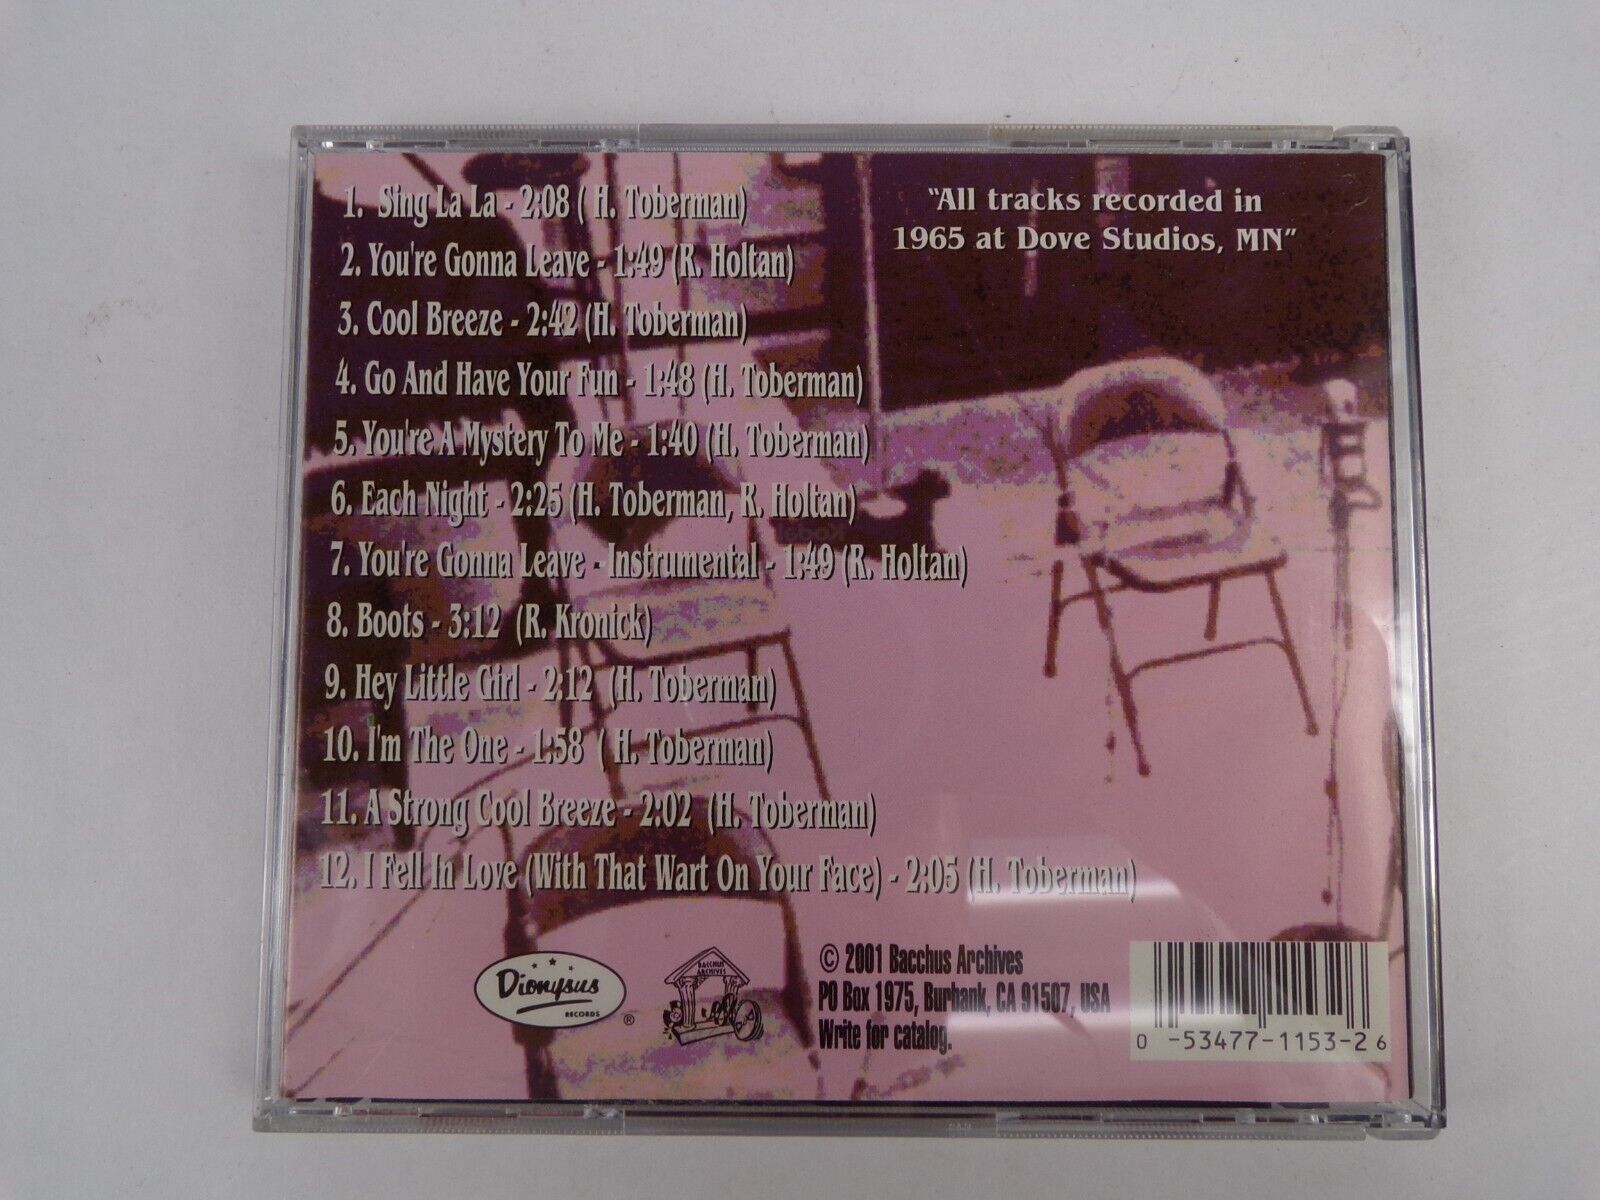 1. Sing La La - 2:08 ( H. Toberman)
2. You're Gonna Leave - 1:49 (R. Holtan)
3. Cool Breeze - 2:42 (H. Toberman)
4. Go And Have Your Fun - 1:48 (H. Toberman)
5. You're A Mystery To Me - 1:40 (H. Toberman)
6. Each Night - 2:25 (H. Toberman, R. Holtan)
7. You're Gonna Leave - Instrumental - 1:49 (R. Holtan)
8. Boots - 3:12 (R. Kronick)
9. Hey Little Girl - 2:12 (H. Toberman)
10. I'm The One - 1:58 ( H. Toberman)
11. A Strong Cool Breeze - 2:02 (H. Toberman)
12. I Fell In Love (With That Wart On Your Face) - 2:05 (H. Toberman)
"All tracks recorded in
1965 at Dove Studios, MN"
Dionysus
RECORDS
®
BACCHUS
ARCHIVES
© 2001 Bacchus Archives
PO Box 1975, Burbank, CA 91507, USA
Write for catalog.
0 -53477-1153-2 6